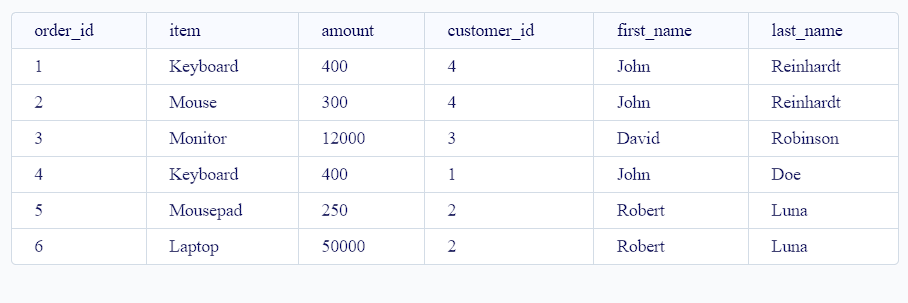 order_id item amount customer_id first_name last_name
1 Keyboard 400 4 John Reinhardt
2 Mouse 300 4 John Reinhardt
3 Monitor 12000 3 David Robinson
4 Keyboard 400 1 John Doe
5 Mousepad 250 2 Robert Luna
6 Laptop 50000 2 Robert Luna